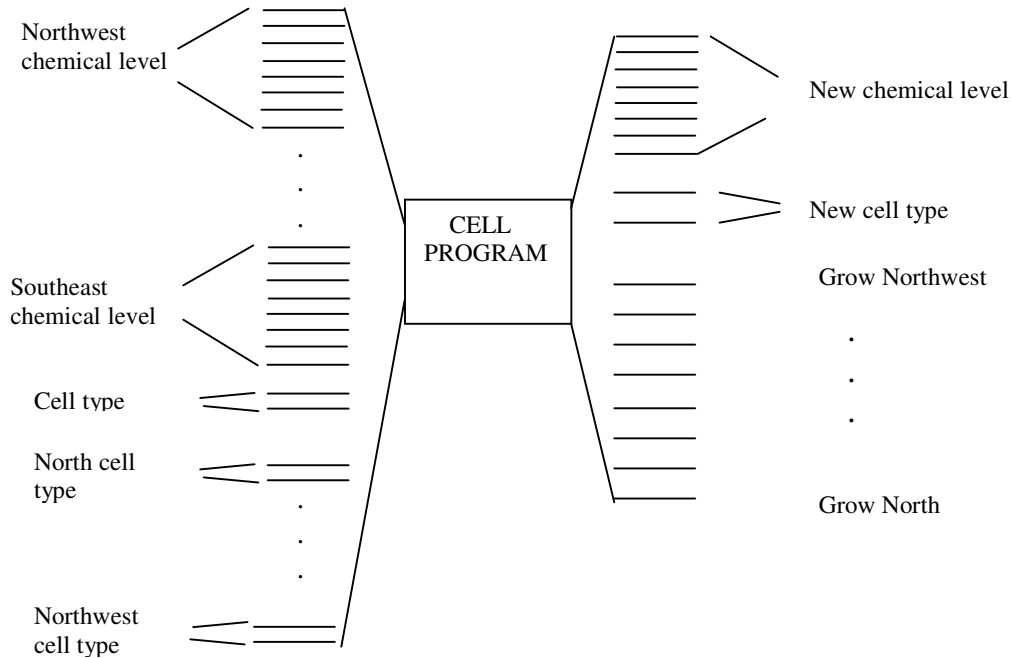 Northwest
chemical level
Southeast
chemical level
Cell type
North cell
type
Northwest
cell type
CELL
PROGRAM
New chemical level
New cell type
Grow Northwest
Grow North